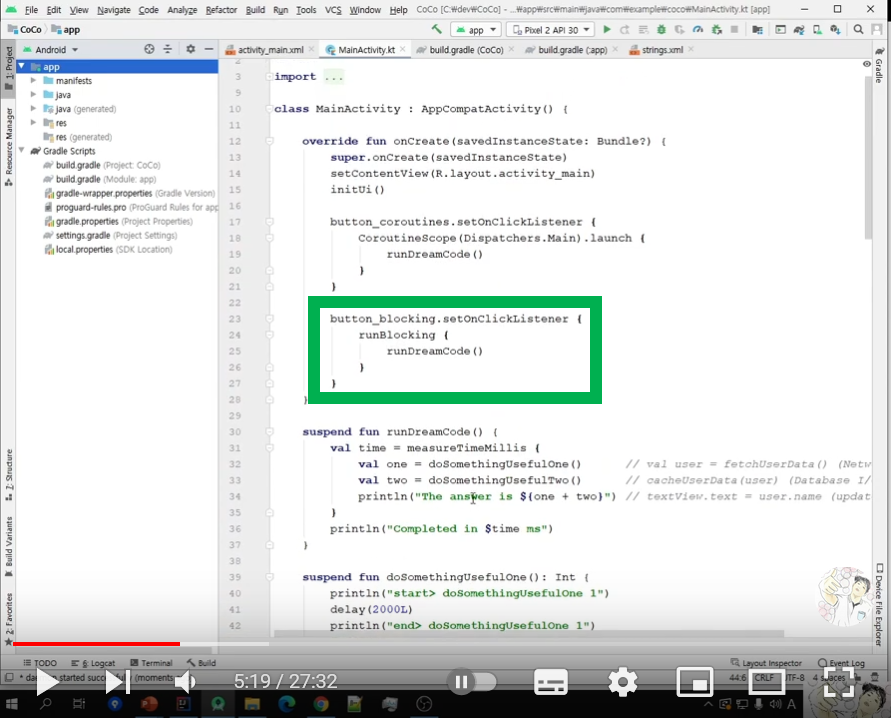 File Edit View Navigate Code Analyze Refactor Build Run Tools VCS Window Help CoCo [C:₩dev₩CoCo] - ...₩app₩src₩main₩java₩com₩example₩coco₩MainActivity.kt [app]
CoCo app
app Pixel 2 API 30
Android
activity_main.xml MainActivity.kt build.gradle (CoCo) build.gradle (:app) strings.xml
1: Project
Resource Manager
Z: Structure
Build Variants
2: Favorites
app
manifests
java
java (generated)
res
res (generated)
Gradle Scripts
build.gradle (Project: CoCo)
build.gradle (Module: app)
gradle-wrapper.properties (Gradle Version)
proguard-rules.pro (ProGuard Rules for app
gradle.properties (Project Properties)
settings.gradle (Project Settings)
local.properties (SDK Location)
2
3 import ...
9
10 class MainActivity : AppCompatActivity() {
11
12 override fun onCreate(savedInstanceState: Bundle?) {
13 super.onCreate(savedInstanceState)
14 setContentView(R.layout.activity_main)
15 initUi()
16
17 button_coroutines.setOnClickListener {
18 CoroutineScope(Dispatchers.Main).launch {
19 runDreamCode()
20 }
21 }
22
23 button_blocking.setOnClickListener {
24 runBlocking {
25 runDreamCode()
26 }
27 }
28 }
30 suspend fun runDreamCode() {
31 val time = measureTimeMillis {
32 val one = doSomethingUsefulOne() // val user = fetchUserData() (Netw
33 val two = doSomethingUsefulTwo() // cacheUserData(user) (Database I/
34 println("The answer is ${one + two}") // textView.text = user.name (updat
35 }
36 println("Completed in $time ms")
37 }
38
39 suspend fun doSomethingUsefulOne(): Int {
40 println("start> doSomethingUsefulOne 1")
41 delay(2000L)
42 println("end> doSomethingUsefulOne 1")
Gradle
Device File Explorer
TODO 6: Logcat Terminal Build Layout Inspector Event Log
5:19 / 27:32
44:6 CRLF UTF-8 4 spaces
A